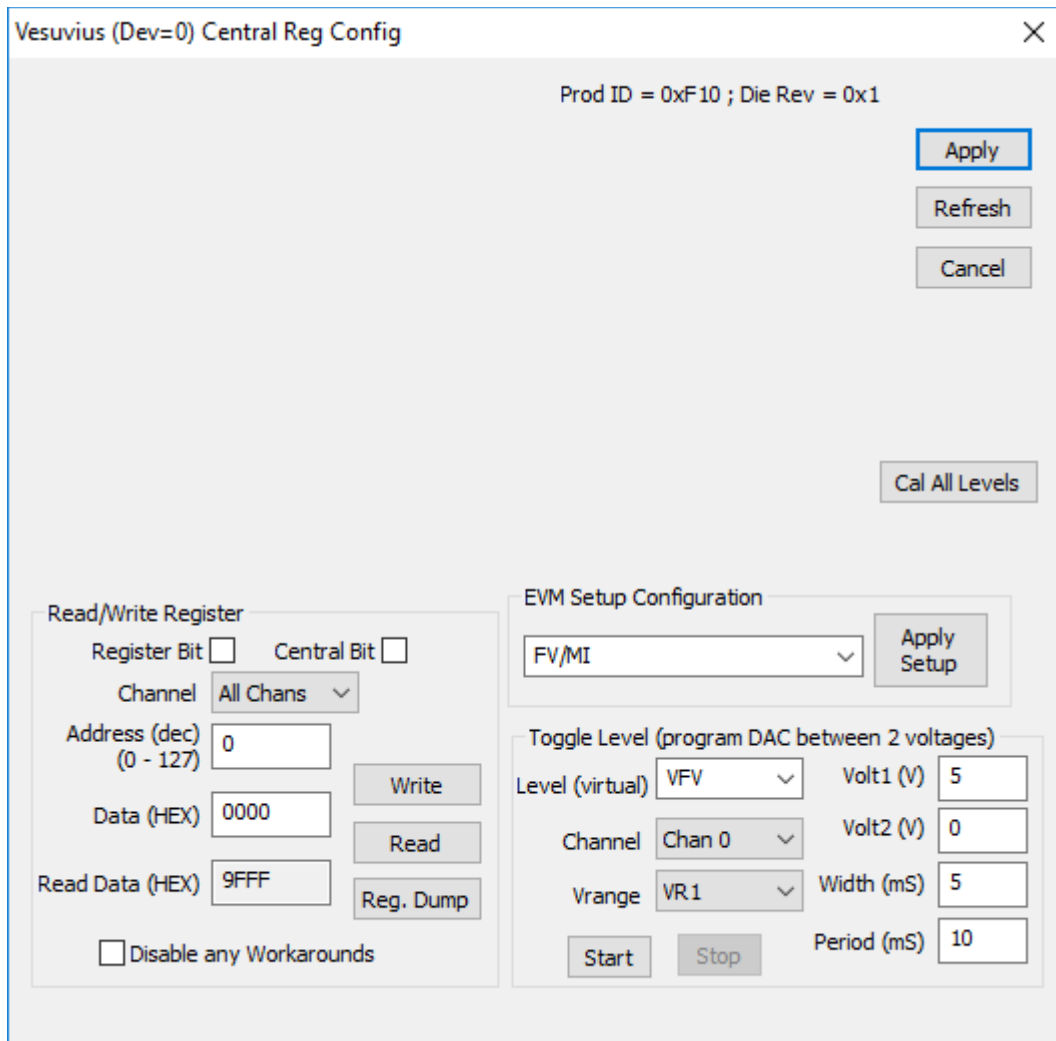 Vesuvius (Dev=0) Central Reg Config
Prod ID = 0xF10 ; Die Rev = 0x1
Apply
Refresh
Cancel
Cal All Levels
Read/Write Register
Register Bit
Central Bit
Channel
All Chans
Address (dec)
(0 - 127)
0
Data (HEX)
0000
Read Data (HEX)
9FFF
Write
Read
Reg. Dump
Disable any Workarounds
EVM Setup Configuration
FV/MI
Apply
Setup
Toggle Level (program DAC between 2 voltages)
Level (virtual)
VFV
Channel
Chan 0
Vrange
VR1
Start
Stop
Volt1 (V)
5
Volt2 (V)
0
Width (mS)
5
Period (mS)
10